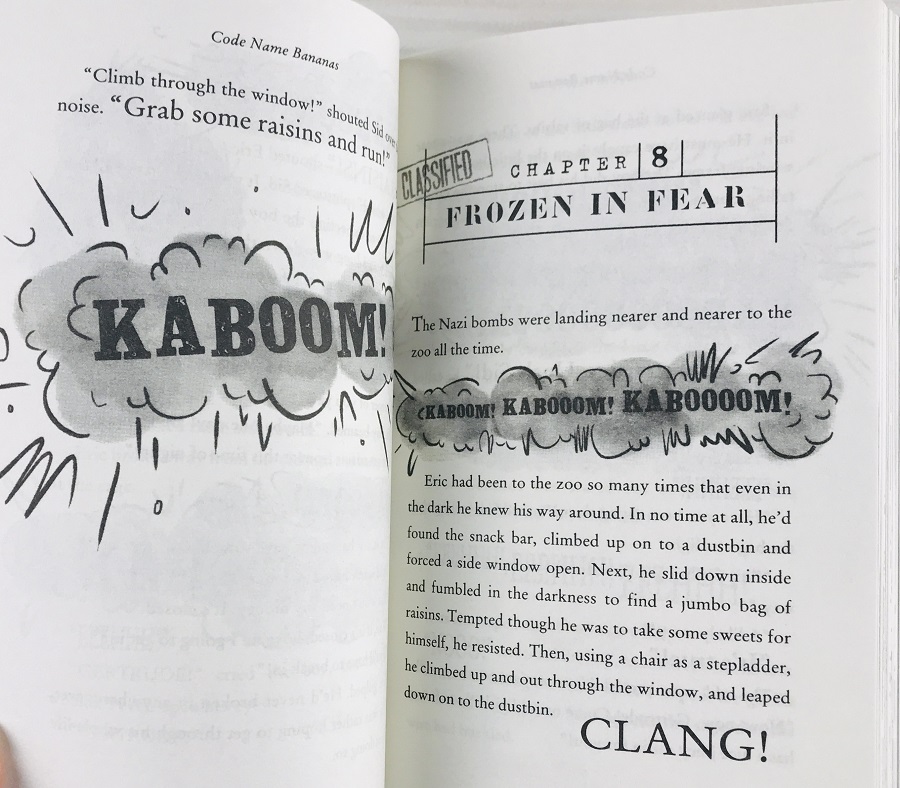 Code Name Bananas
“Climb through the window!” shouted Sid over
noise. “Grab some raisins and run!”
KABOOM!
CLASSIFIED
CHAPTER 8
FROZEN IN FEAR
The Nazi bombs were landing nearer and nearer to the
zoo all the time.
KABOOM! KABOOOM! KABOOOOM!
Eric had been to the zoo so many times that even in
the dark he knew his way around. In no time at all, he’d
found the snack bar, climbed up on to a dustbin and
forced a side window open. Next, he slid down inside
and fumbled in the darkness to find a jumbo bag of
raisins. Tempted though he was to take some sweets for
himself, he resisted. Then, using a chair as a stepladder,
he climbed up and out through the window, and leaped
down on to the dustbin.
CLANG!